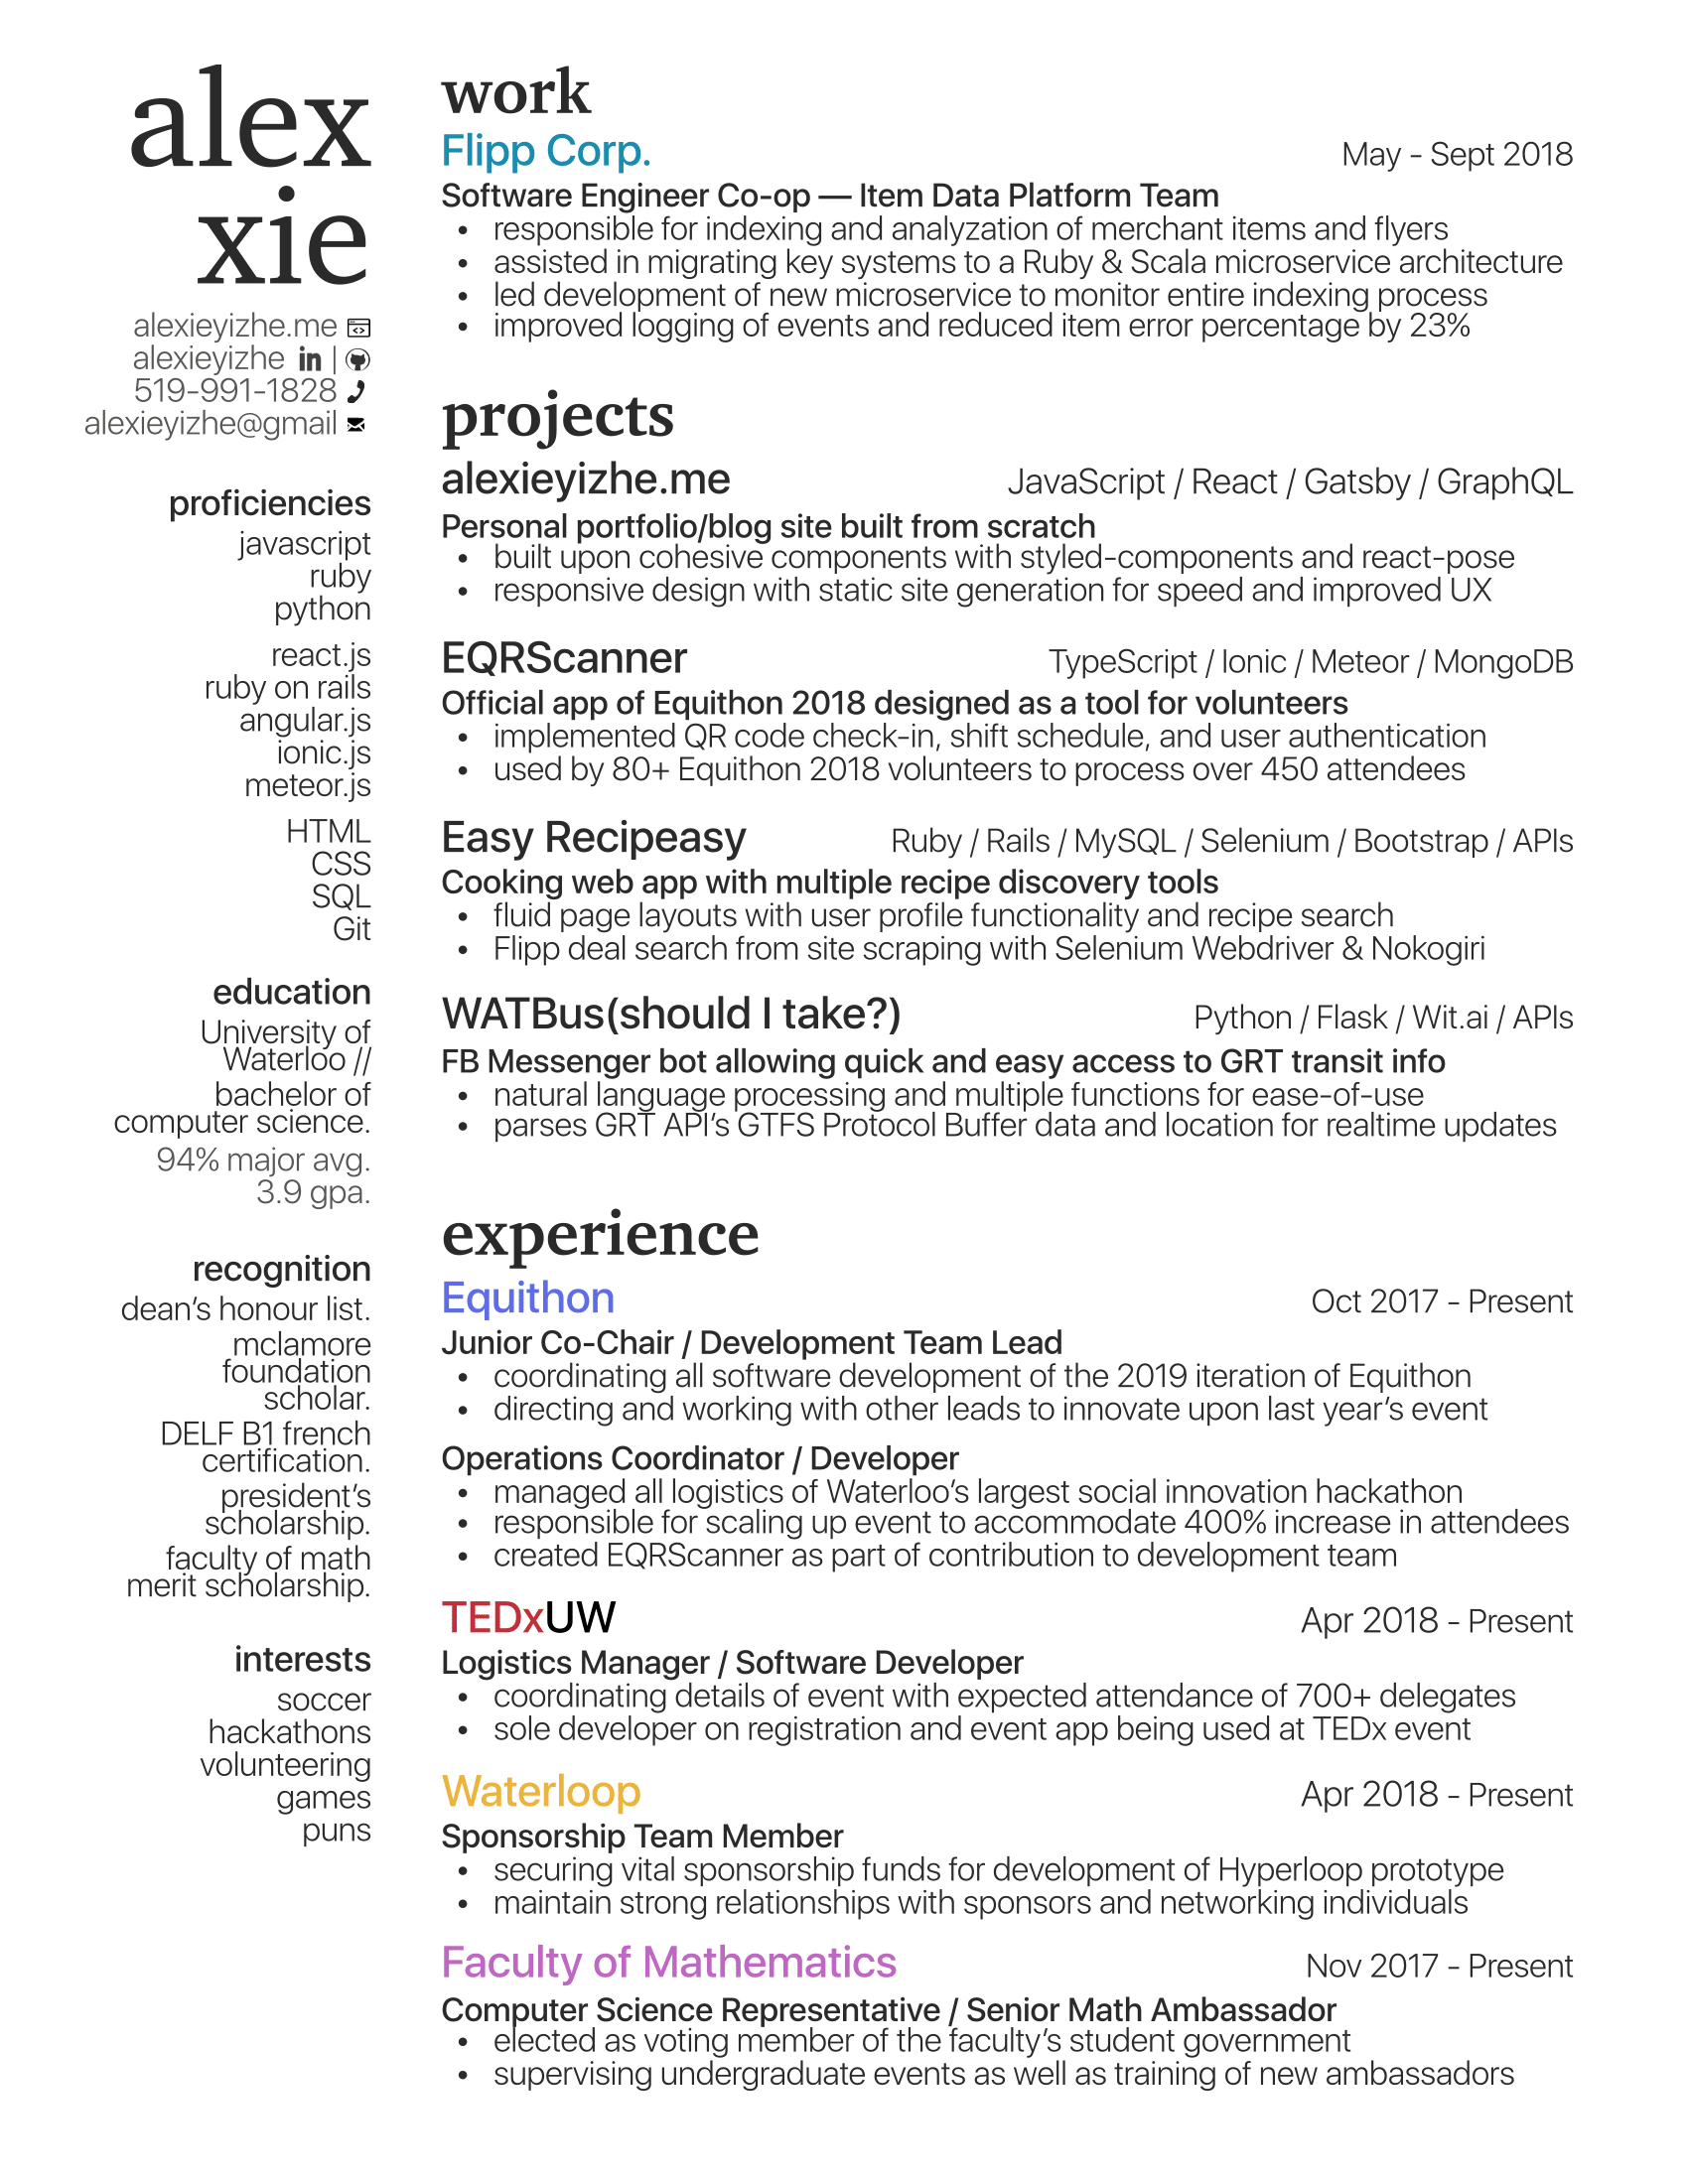 alex
xie
alexieyizhe.me
alexieyizhe |
519-991-1828
alexieyizhe@gmail
proficiencies
javascript
ruby
python
react.js
ruby on rails
angular.js
ionic.js
meteor.js
HTML
CSS
SQL
Git
education
University of
Waterloo //
bachelor of
computer science.
94% major avg.
3.9 gpa.
recognition
dean’s honour list.
mclamore
foundation
scholar.
DELF B1 french
certification.
president’s
scholarship.
faculty of math
merit scholarship.
interests
soccer
hackathons
volunteering
games
puns
work
Flipp Corp. May - Sept 2018
Software Engineer Co-op — Item Data Platform Team
• responsible for indexing and analyzation of merchant items and flyers
• assisted in migrating key systems to a Ruby & Scala microservice architecture
• led development of new microservice to monitor entire indexing process
• improved logging of events and reduced item error percentage by 23%
projects
alexieyizhe.me JavaScript / React / Gatsby / GraphQL
Personal portfolio/blog site built from scratch
• built upon cohesive components with styled-components and react-pose
• responsive design with static site generation for speed and improved UX
EQRScanner TypeScript / Ionic / Meteor / MongoDB
Official app of Equithon 2018 designed as a tool for volunteers
• implemented QR code check-in, shift schedule, and user authentication
• used by 80+ Equithon 2018 volunteers to process over 450 attendees
Easy Recipeasy Ruby / Rails / MySQL / Selenium / Bootstrap / APIs
Cooking web app with multiple recipe discovery tools
• fluid page layouts with user profile functionality and recipe search
• Flipp deal search from site scraping with Selenium Webdriver & Nokogiri
WATBus(should I take?) Python / Flask / Wit.ai / APIs
FB Messenger bot allowing quick and easy access to GRT transit info
• natural language processing and multiple functions for ease-of-use
• parses GRT API’s GTFS Protocol Buffer data and location for realtime updates
experience
Equithon Oct 2017 - Present
Junior Co-Chair / Development Team Lead
• coordinating all software development of the 2019 iteration of Equithon
• directing and working with other leads to innovate upon last year’s event
Operations Coordinator / Developer
• managed all logistics of Waterloo’s largest social innovation hackathon
• responsible for scaling up event to accommodate 400% increase in attendees
• created EQRScanner as part of contribution to development team
TEDxUW Apr 2018 - Present
Logistics Manager / Software Developer
• coordinating details of event with expected attendance of 700+ delegates
• sole developer on registration and event app being used at TEDx event
Waterloop Apr 2018 - Present
Sponsorship Team Member
• securing vital sponsorship funds for development of Hyperloop prototype
• maintain strong relationships with sponsors and networking individuals
Faculty of Mathematics Nov 2017 - Present
Computer Science Representative / Senior Math Ambassador
• elected as voting member of the faculty’s student government
• supervising undergraduate events as well as training of new ambassadors